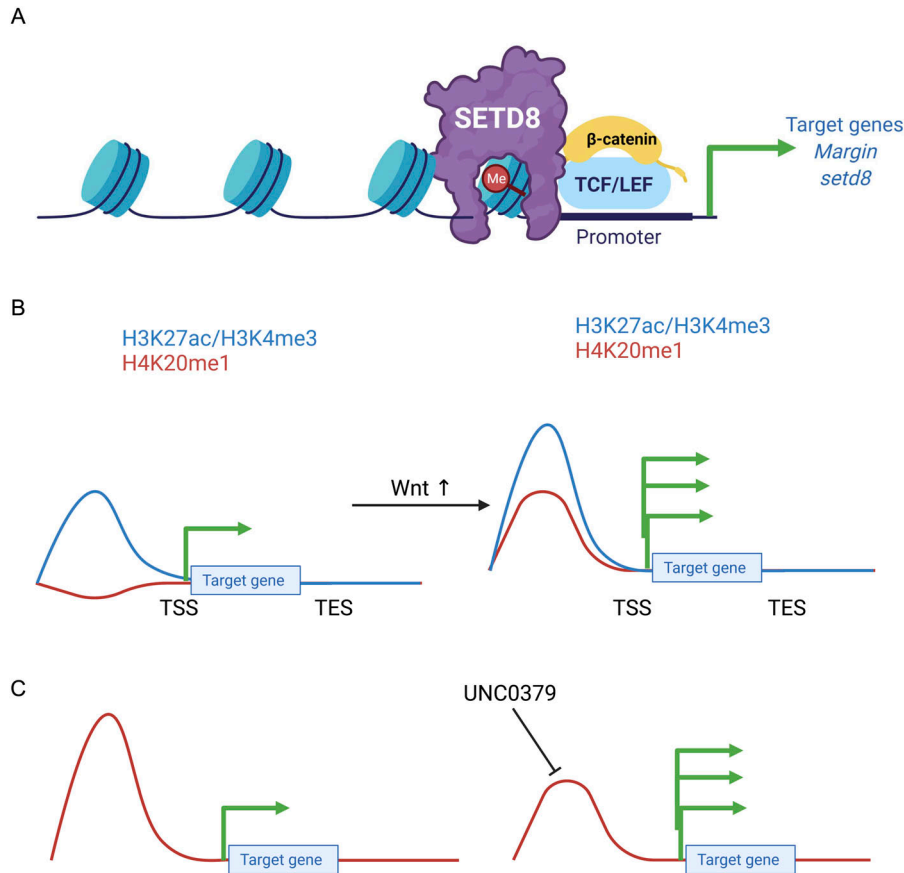 A
SETD8
Me
β-catenin
TCF/LEF
Promoter
Target genes
Margin
setd8
B
H3K27ac/H3K4me3
H4K20me1
H3K27ac/H3K4me3
H4K20me1
Wnt ↑
Target gene
TSS
TES
Target gene
TSS
TES
C
UNC0379
Target gene
Target gene